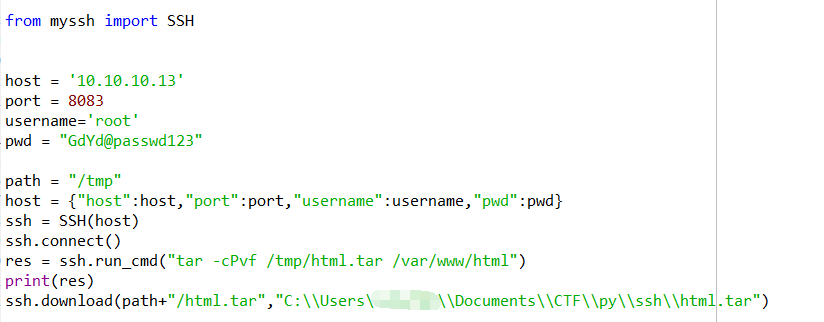 from myssh import SSH
host = '10.10.10.13'
port = 8083
username='root'
pwd = "GdYd@passwd123"
path = "/tmp"
host = {"host":host,"port":port,"username":username,"pwd":pwd}
ssh = SSH(host)
ssh.connect()
res = ssh.run_cmd("tar -cPvf /tmp/html.tar /var/www/html")
print(res)
ssh.download(path+"/html.tar","C:\\Users\ \\Documents\\CTF\\py\\ssh\\html.tar")